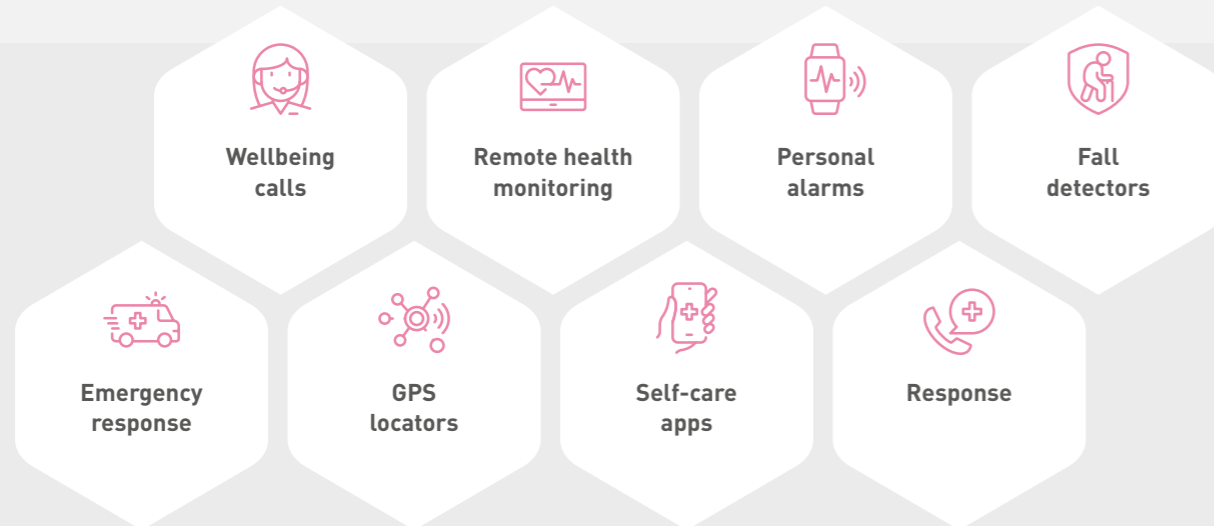 Wellbeing
calls
Remote health
monitoring
Personal
alarms
Fall
detectors
Emergency
response
GPS
locators
Self-care
apps
Response